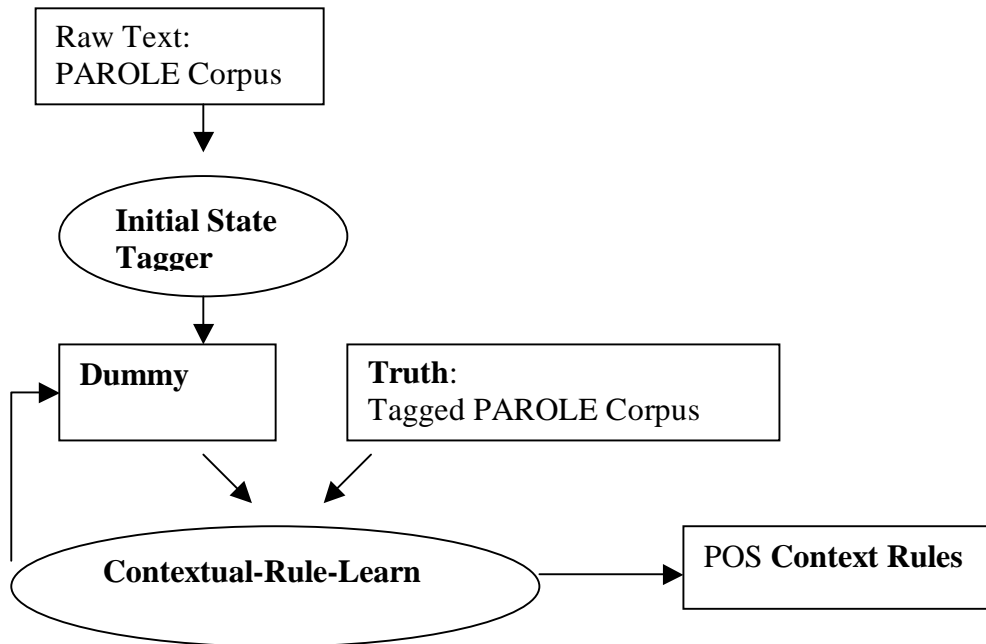 Raw Text:
PAROLE Corpus
Initial State
Tagger
Dummy
Truth:
Tagged PAROLE Corpus
Contextual-Rule-Learn
POS Context Rules